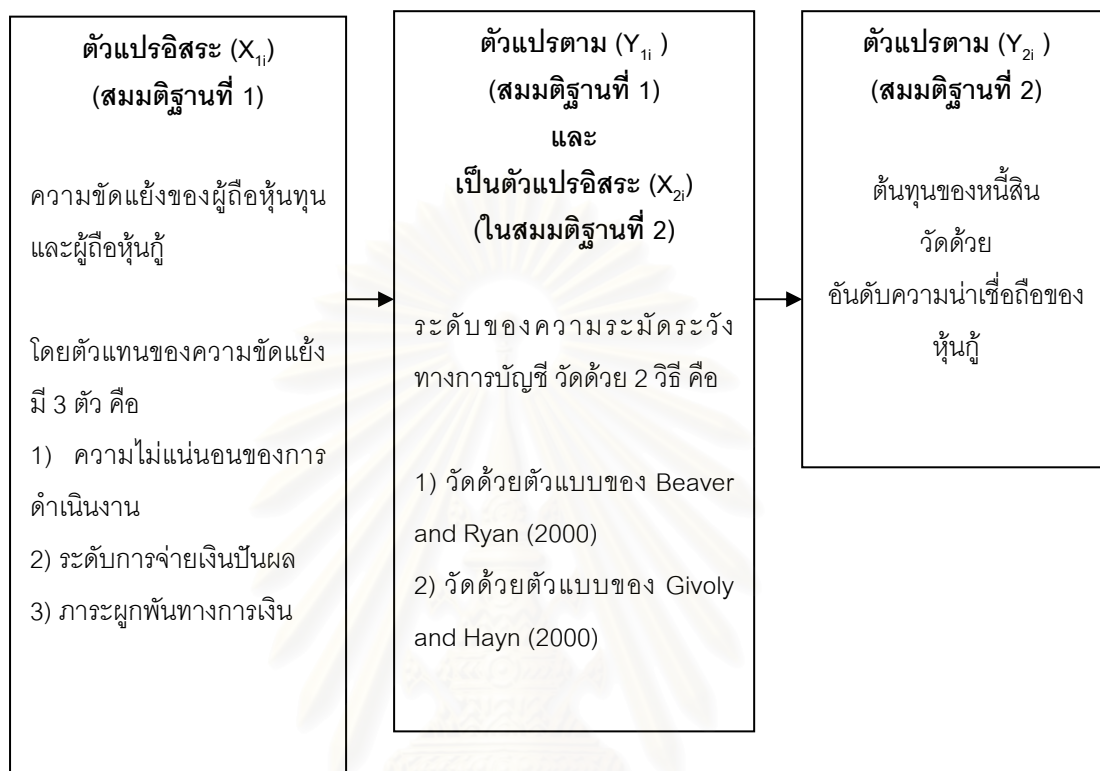 ตัวแปรอิสระ (X1i)
(สมมติฐานที่ 1)
ความขัดแย้งของผู้ถือหุ้นทุน
และผู้ถือหุ้นกู้
โดยตัวแทนของความขัดแย้ง
มี 3 ตัว คือ
1) ความไม่แน่นอนของการ
ดำเนินงาน
2) ระดับการจ่ายเงินปันผล
3) ภาระผูกพันทางการเงิน
ตัวแปรตาม (Y1i )
(สมมติฐานที่ 1)
และ
เป็นตัวแปรอิสระ (X2i)
(ในสมมติฐานที่ 2)
ระดับของความระมัดระวัง
ทางการบัญชี วัดด้วย 2 วิธี คือ
1) วัดด้วยตัวแบบของ Beaver
and Ryan (2000)
2) วัดด้วยตัวแบบของ Givoly
and Hayn (2000)
ตัวแปรตาม (Y2i )
(สมมติฐานที่ 2)
ต้นทุนของหนี้สิน
วัดด้วย
อันดับความน่าเชื่อถือของ
หุ้นกู้